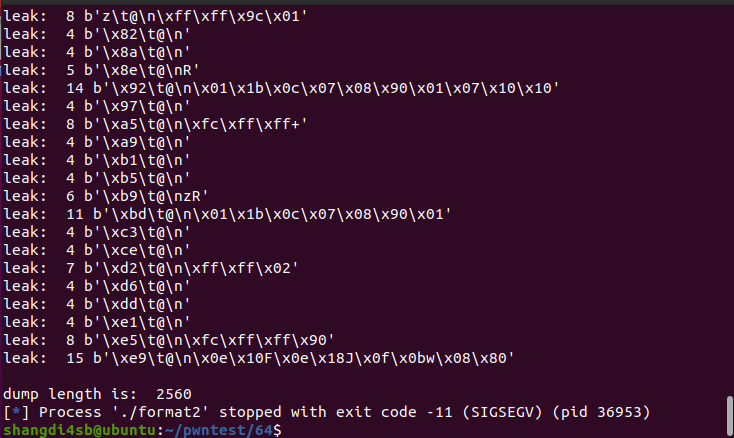 leak:  8 b'z\t@\n\xff\xff\x9c\x01'
leak:  4 b'\x82\t@\n'
leak:  4 b'\x8a\t@\n'
leak:  5 b'\x8e\t@\nR'
leak:  14 b'\x92\t@\n\x01\x1b\x0c\x07\x08\x90\x01\x07\x10\x10'
leak:  4 b'\x97\t@\n'
leak:  8 b'\xa5\t@\n\xfc\xff\xff+'
leak:  4 b'\xa9\t@\n'
leak:  4 b'\xb1\t@\n'
leak:  4 b'\xb5\t@\n'
leak:  6 b'\xb9\t@\nzR'
leak:  11 b'\xbd\t@\n\x01\x1b\x0c\x07\x08\x90\x01'
leak:  4 b'\xc3\t@\n'
leak:  4 b'\xce\t@\n'
leak:  7 b'\xd2\t@\n\xff\xff\x02'
leak:  4 b'\xd6\t@\n'
leak:  4 b'\xdd\t@\n'
leak:  4 b'\xe1\t@\n'
leak:  8 b'\xe5\t@\n\xfc\xff\xff\x90'
leak:  15 b'\xe9\t@\n\x0e\x10F\x0e\x18J\x0f\x0bw\x08\x80'
dump length is:  2560
[*] Process './format2' stopped with exit code -11 (SIGSEGV) (pid 36953)
shangdi4sb@ubuntu:~/pwntest/64$